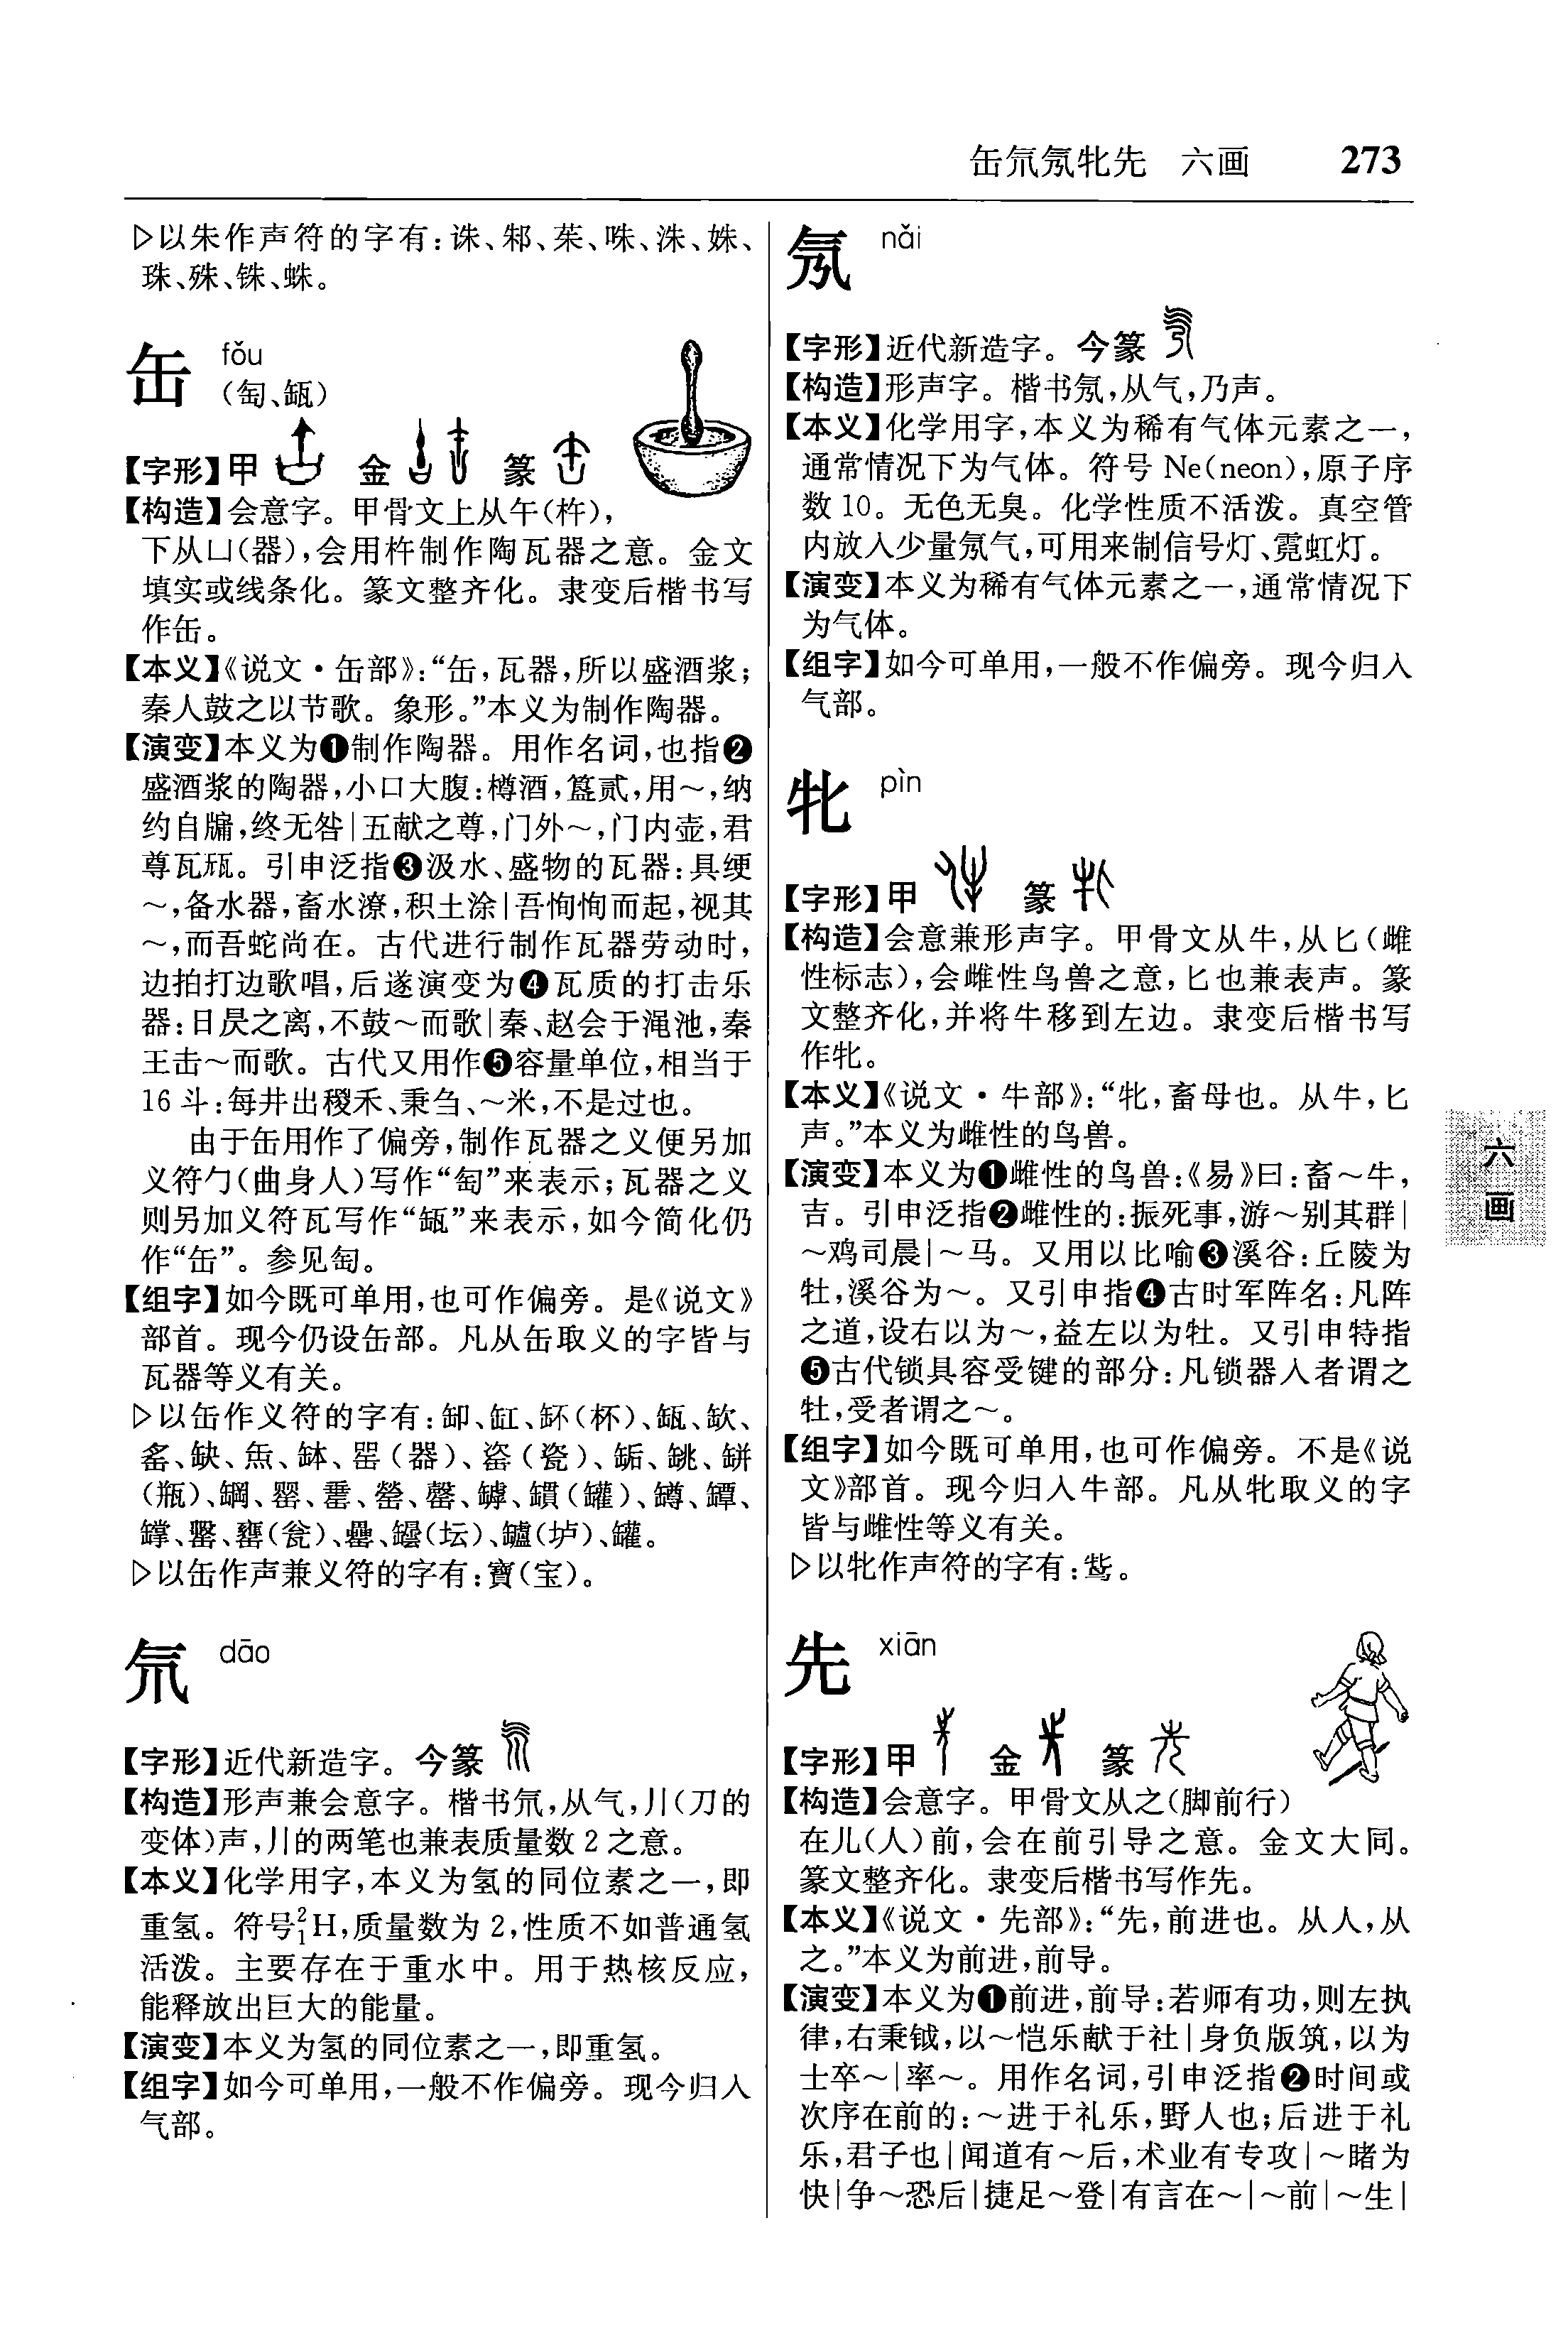 缶氘氖牝先　六画　273
▷以朱作声符的字有:诛、邾、茱、咮、洙、姝、
珠、殊、铢、蛛。
缶 fǒu
(匋、缻)
【字形】甲 金 篆
【构造】会意字。甲骨文上从午(杵),
下从凵(器),会用杵制作陶瓦器之意。金文
填实或线条化。篆文整齐化。隶变后楷书写
作缶。
【本义】《说文·缶部》:“缶,瓦器,所以盛酒浆;
秦人鼓之以节歌。象形。”本义为制作陶器。
【演变】本义为❶制作陶器。用作名词,也指❷
盛酒浆的陶器,小口大腹:樽酒,簋贰,用～,纳
约自牖,终无咎|五献之尊,门外～,门内壶,君
尊瓦甒。引申泛指❸汲水、盛物的瓦器:具绠
～,备水器,畜水潦,积土涂|吾恂恂而起,视其
～,而吾蛇尚在。古代进行制作瓦器劳动时,
边拍打边歌唱,后遂演变为❹瓦质的打击乐
器:日昃之离,不鼓～而歌|秦、赵会于渑池,秦
王击～而歌。古代又用作❺容量单位,相当于
16斗:每井出稯禾、秉刍、～米,不是过也。
由于缶用作了偏旁,制作瓦器之义便另加
义符勹(曲身人)写作“匋”来表示;瓦器之义
则另加义符瓦写作“缻”来表示,如今简化仍
作“缶”。参见匋。
【组字】如今既可单用,也可作偏旁。是《说文》
部首。现今仍设缶部。凡从缶取义的字皆与
瓦器等义有关。
▷以缶作义符的字有:卸、缸、缶不(杯)、缻、缼、
䍃、缺、缹、缽、罂(器)、𦈱(瓷)、缿、䍮、缾
(瓶)、罁、罂、罄、罃、罊、罅、罆(罐)、罇、罈、
罉、罊、罋(瓮)、罍、罎(坛)、罏(垆)、罐。
▷以缶作声兼义符的字有:寶(宝)。
氘 dāo
【字形】近代新造字。今篆
【构造】形声兼会意字。楷书氘,从气,刂(刀的
变体)声,刂的两笔也兼表质量数2之意。
【本义】化学用字,本义为氢的同位素之一,即
重氢。符号²₁H,质量数为2,性质不如普通氢
活泼。主要存在于重水中。用于热核反应,
能释放出巨大的能量。
【演变】本义为氢的同位素之一,即重氢。
【组字】如今可单用,一般不作偏旁。现今归入
气部。
氖 nǎi
【字形】近代新造字。今篆
【构造】形声字。楷书氖,从气,乃声。
【本义】化学用字,本义为稀有气体元素之一,
通常情况下为气体。符号Ne(neon),原子序
数10。无色无臭。化学性质不活泼。真空管
内放入少量氖气,可用来制信号灯、霓虹灯。
【演变】本义为稀有气体元素之一,通常情况下
为气体。
【组字】如今可单用,一般不作偏旁。现今归入
气部。
牝 pìn
【字形】甲 篆
【构造】会意兼形声字。甲骨文从牛,从匕(雌
性标志),会雌性鸟兽之意,匕也兼表声。篆
文整齐化,并将牛移到左边。隶变后楷书写
作牝。
【本义】《说文·牛部》:“牝,畜母也。从牛,匕
声。”本义为雌性的鸟兽。
【演变】本义为❶雌性的鸟兽:《易》曰:畜～牛,
吉。引申泛指❷雌性的:振死事,游～别其群|
～鸡司晨|～马。又用以比喻❸溪谷:丘陵为
牡,溪谷为～。又引申指❹古时军阵名:凡阵
之道,设右以为～,益左以为牡。又引申特指
❺古代锁具容受键的部分:凡锁器入者谓之
牡,受者谓之～。
【组字】如今既可单用,也可作偏旁。不是《说
文》部首。现今归入牛部。凡从牝取义的字
皆与雌性等义有关。
▷以牝作声符的字有:。
先 xiān
【字形】甲 金 篆
【构造】会意字。甲骨文从之(脚前行)
在儿(人)前,会在前引导之意。金文大同。
篆文整齐化。隶变后楷书写作先。
【本义】《说文·先部》:“先,前进也。从人,从
之。”本义为前进,前导。
【演变】本义为❶前进,前导:若师有功,则左执
律,右秉钺,以～恺乐献于社|身负版筑,以为
士卒～|率～。用作名词,引申泛指❷时间或
次序在前的:～进于礼乐,野人也;后进于礼
乐,君子也|闻道有～后,术业有专攻|～睹为
快|争～恐后|捷足～登|有言在～|～前|～生|
六画